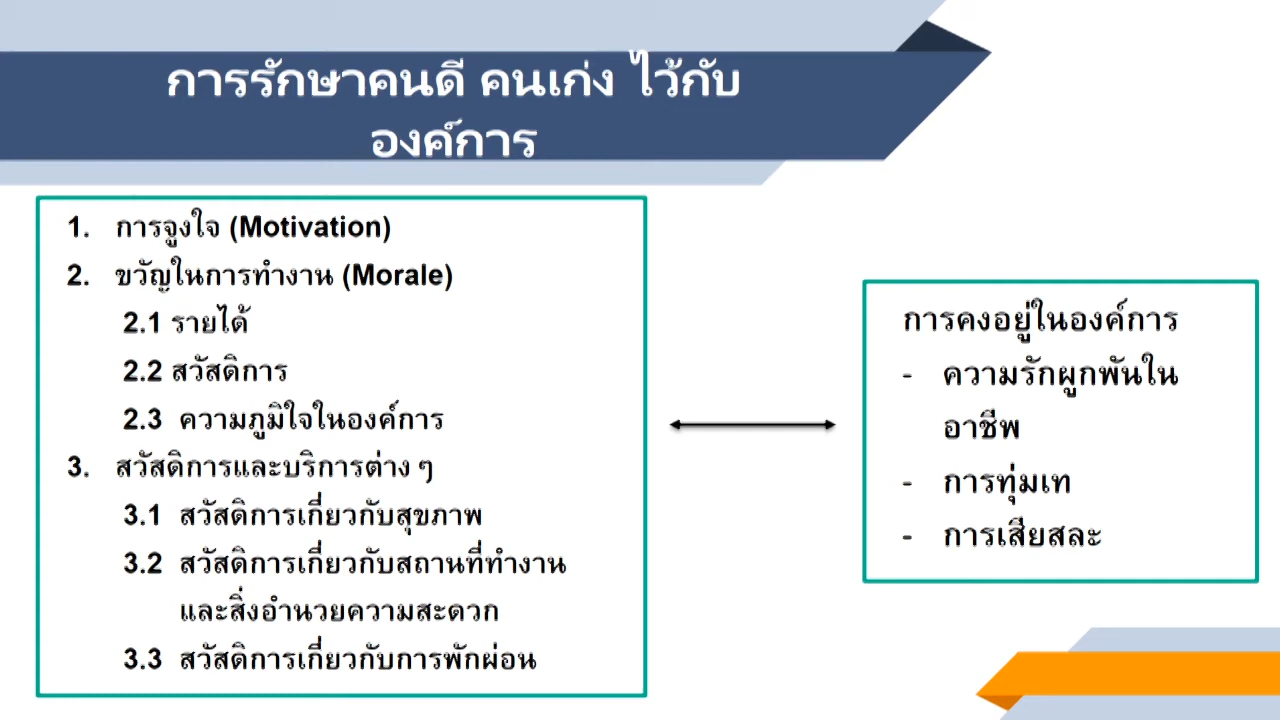 การรักษาคนดี คนเก่ง ไว้กับ
องค์การ
1. การจูงใจ (Motivation)
2. ขวัญในการทำงาน (Morale)
2.1 รายได้
2.2 สวัสดิการ
2.3 ความภูมิใจในองค์การ
3. สวัสดิการและบริการต่าง ๆ
3.1 สวัสดิการเกี่ยวกับสุขภาพ
3.2 สวัสดิการเกี่ยวกับสถานที่ทำงาน
และสิ่งอำนวยความสะดวก
3.3 สวัสดิการเกี่ยวกับการพักผ่อน
การคงอยู่ในองค์การ
- ความรักผูกพันใน
อาชีพ
- การทุ่มเท
- การเสียสละ